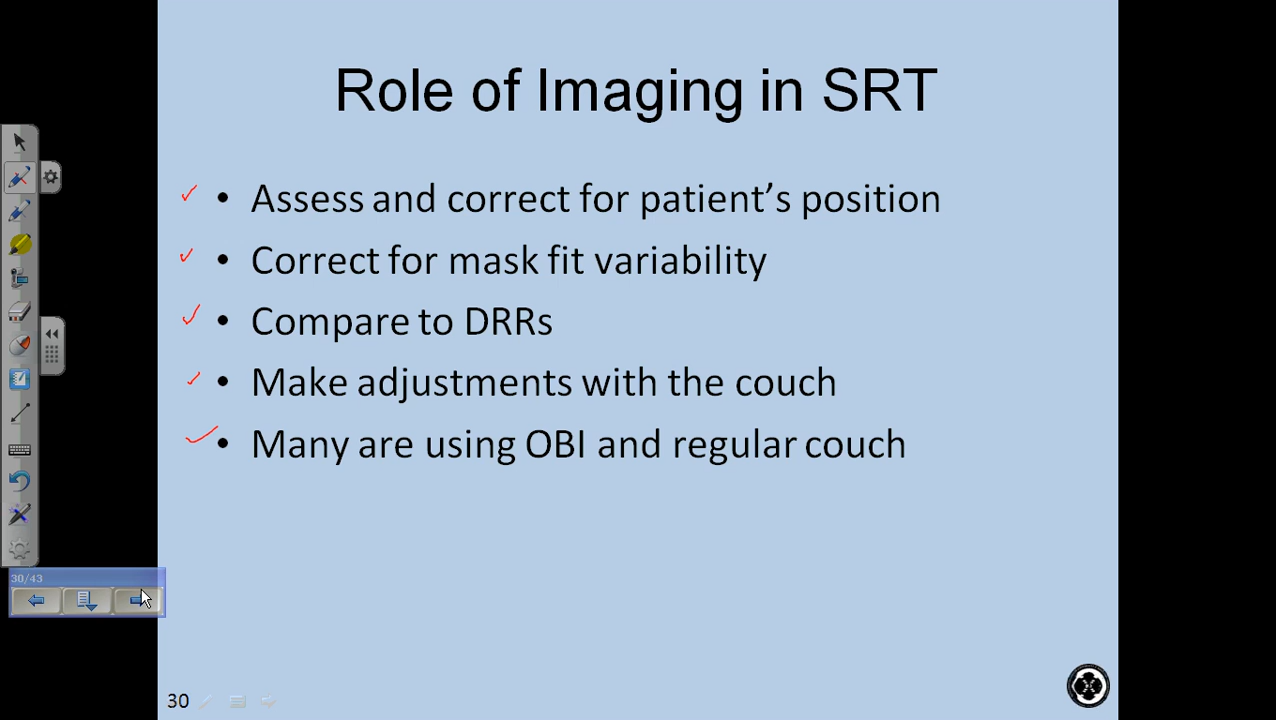 Role of Imaging in SRT
• Assess and correct for patient’s position
• Correct for mask fit variability
• Compare to DRRs
• Make adjustments with the couch
• Many are using OBI and regular couch
30/43
30